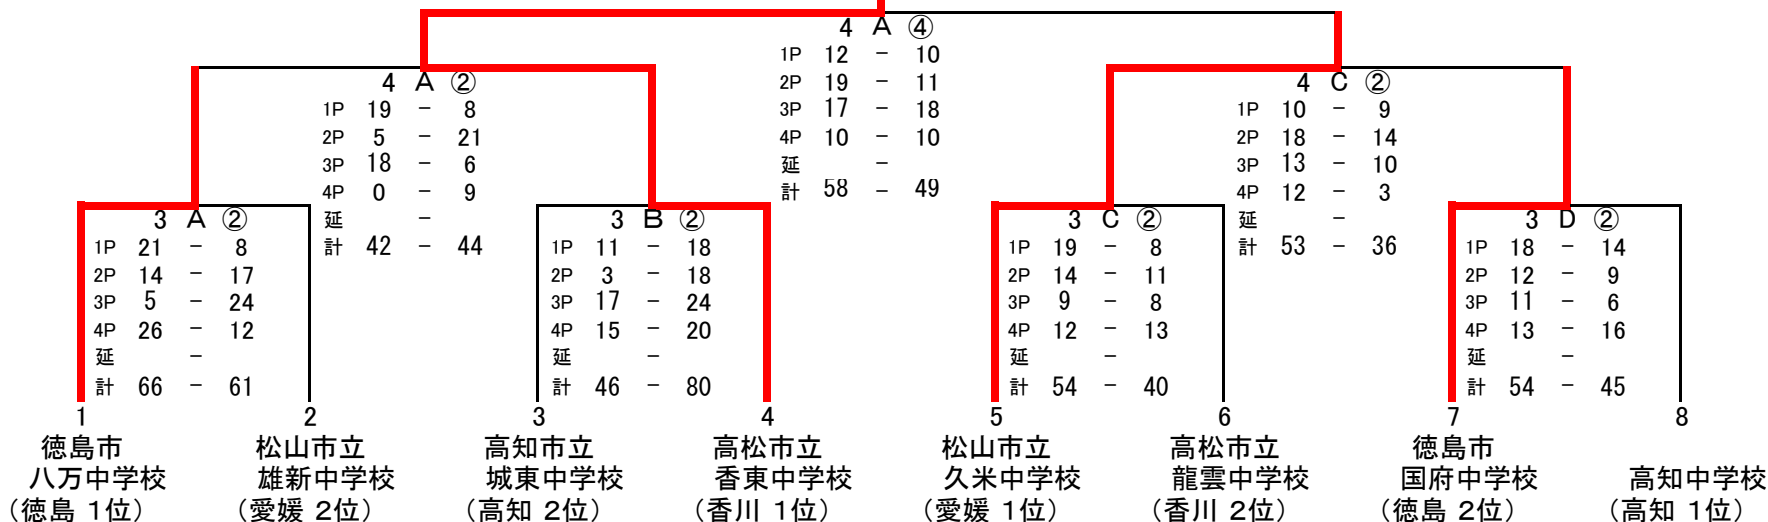 4 A ④
1P 12 − 10
2P 19 − 11
3P 17 − 18
4P 10 − 10
延 −
計 58 − 49
4 A ②
1P 19 − 8
2P 5 − 21
3P 18 − 6
4P 0 − 9
延 −
計 42 − 44
4 C ②
1P 10 − 9
2P 18 − 14
3P 13 − 10
4P 12 − 3
延 −
計 53 − 36
3 A ②
1P 21 − 8
2P 14 − 17
3P 5 − 24
4P 26 − 12
延 −
計 66 − 61
3 B ②
1P 11 − 18
2P 3 − 18
3P 17 − 24
4P 15 − 20
延 −
計 46 − 80
3 C ②
1P 19 − 8
2P 14 − 11
3P 9 − 8
4P 12 − 13
延 −
計 54 − 40
3 D ②
1P 18 − 14
2P 12 − 9
3P 11 − 6
4P 13 − 16
延 −
計 54 − 45
1
徳島市
八万中学校
（徳島 1位）
2
松山市立
雄新中学校
（愛媛 2位）
3
高知市立
城東中学校
（高知 2位）
4
高松市立
香東中学校
（香川 1位）
5
松山市立
久米中学校
（愛媛 1位）
6
高松市立
龍雲中学校
（香川 2位）
7
徳島市
国府中学校
（徳島 2位）
8
高知中学校
（高知 1位）